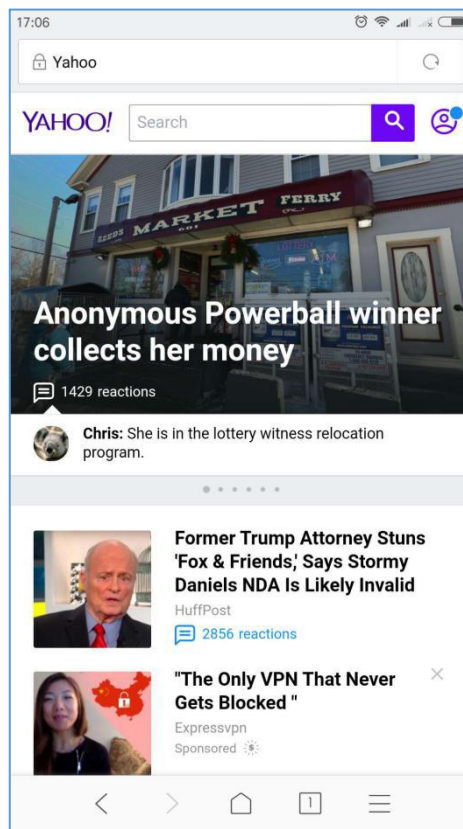 17:06
Yahoo
YAHOO!
Search
REEDS MARKET FERRY
601
Anonymous Powerball winner
collects her money
1429 reactions
Chris: She is in the lottery witness relocation
program.
Former Trump Attorney Stuns
'Fox & Friends,' Says Stormy
Daniels NDA Is Likely Invalid
HuffPost
2856 reactions
"The Only VPN That Never
Gets Blocked "
Expressvpn
Sponsored
1